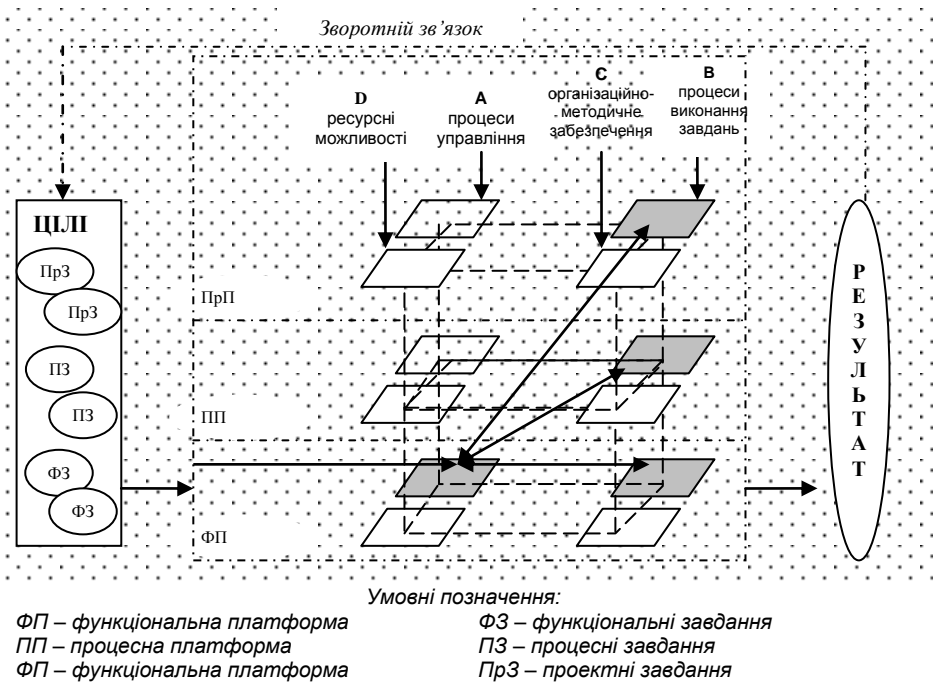 Зворотній зв’язок
D
ресурсні
можливості
A
процеси
управління
C
організаційно-
методичне
забезпечення
B
процеси
виконання
завдань
ЦІЛІ
ПрЗ
ПрЗ
ПЗ
ПЗ
ФЗ
ФЗ
ПрП
ПП
ФП
РЕЗУЛЬТАТ
Умовні позначення:
ФП – функціональна платформа
ПП – процесна платформа
ФП – функціональна платформа
ФЗ – функціональні завдання
ПЗ – процесні завдання
ПрЗ – проектні завдання